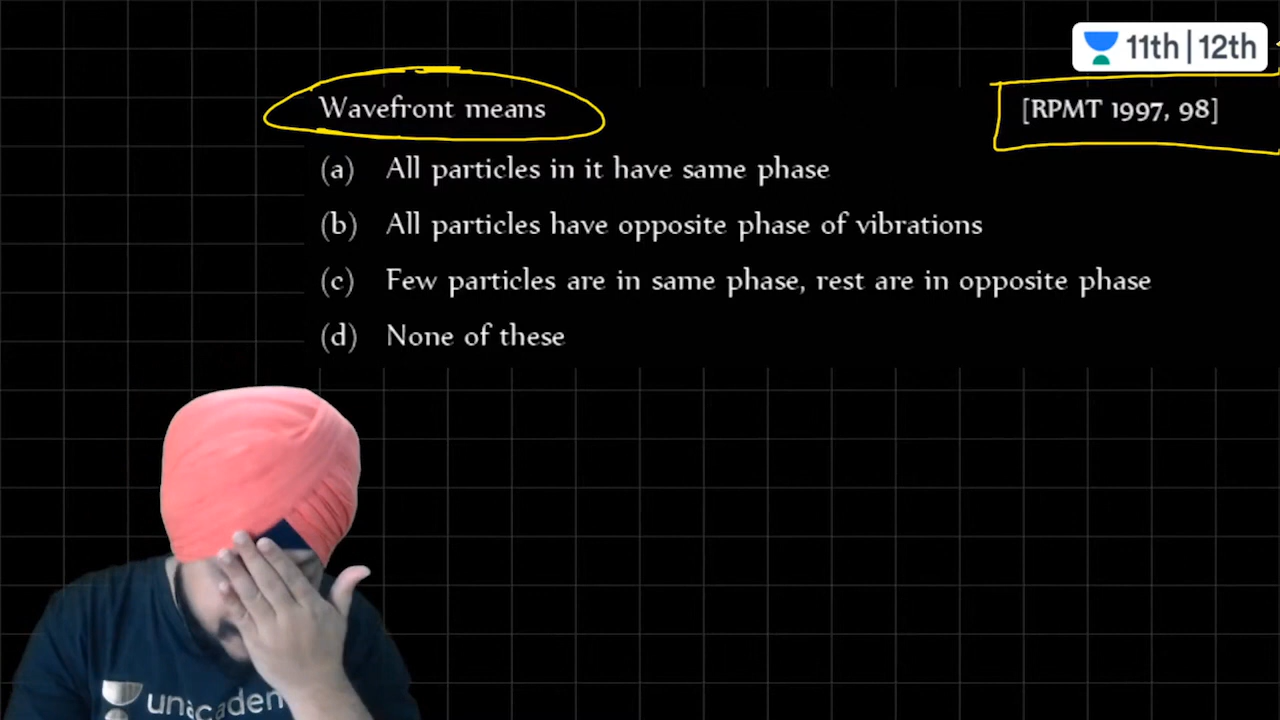 11th | 12th
Wavefront means [RPMT 1997, 98]
(a) All particles in it have same phase
(b) All particles have opposite phase of vibrations
(c) Few particles are in same phase, rest are in opposite phase
(d) None of these
unacadem